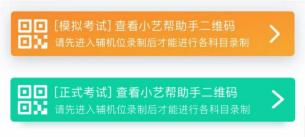 [模拟考试] 查看小艺帮助手二维码
请先进入辅机位录制后才能进行各科目录制
[正式考试] 查看小艺帮助手二维码
请先进入辅机位录制后才能进行各科目录制